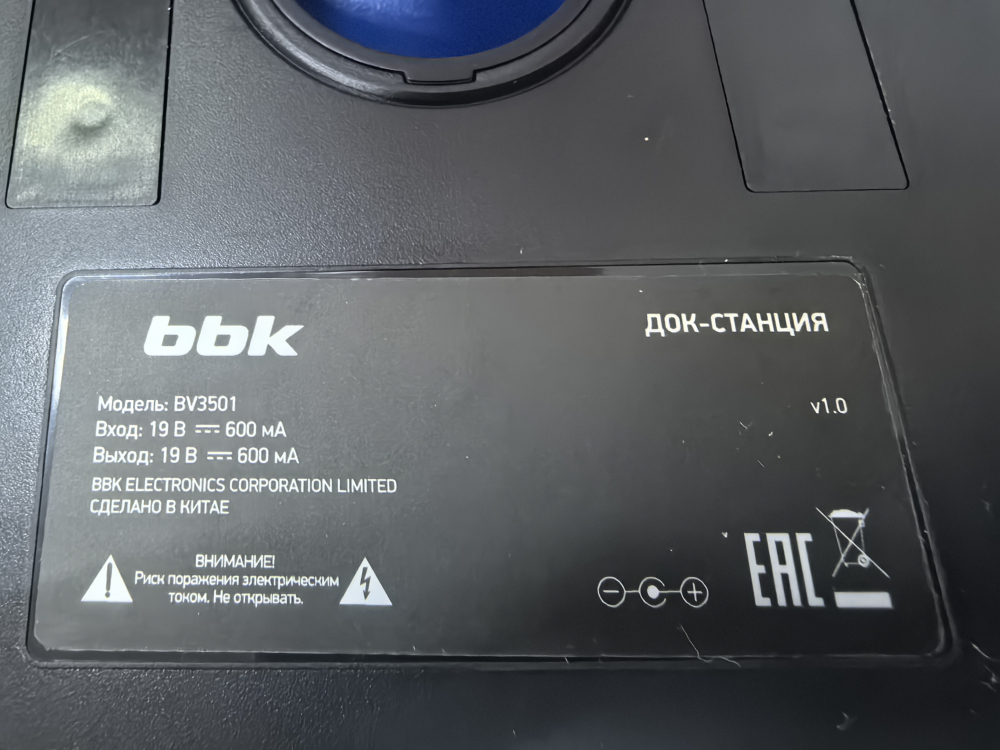 bbk
ДОК-СТАНЦИЯ
Модель: BV3501
v1.0
Вход: 19 В ⎓ 600 мА
Выход: 19 В ⎓ 600 мА
BBK ELECTRONICS CORPORATION LIMITED
СДЕЛАНО В КИТАЕ
ВНИМАНИЕ!
Риск поражения электрическим
током. Не открывать.
EAC